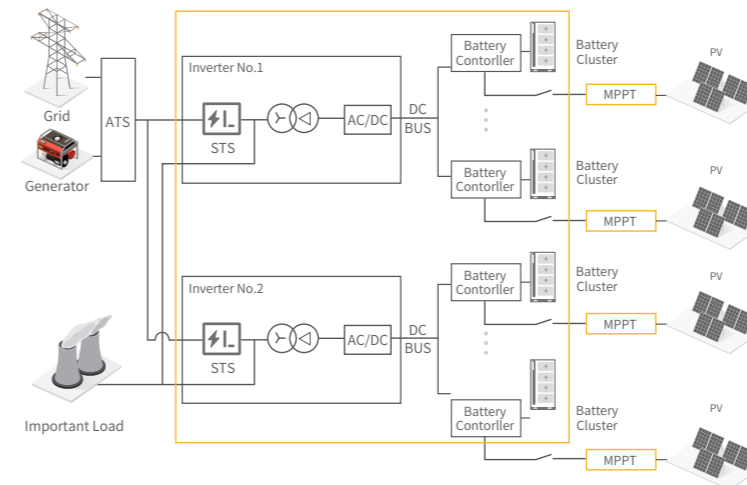 Grid
Generator
ATS
Important Load
Inverter No.1
STS
AC/DC
DC
BUS
Battery
Contorller
Battery
Cluster
MPPT
PV
Battery
Contorller
Battery
Cluster
MPPT
PV
Inverter No.2
STS
AC/DC
DC
BUS
Battery
Contorller
Battery
Cluster
MPPT
PV
Battery
Contorller
Battery
Cluster
MPPT
PV